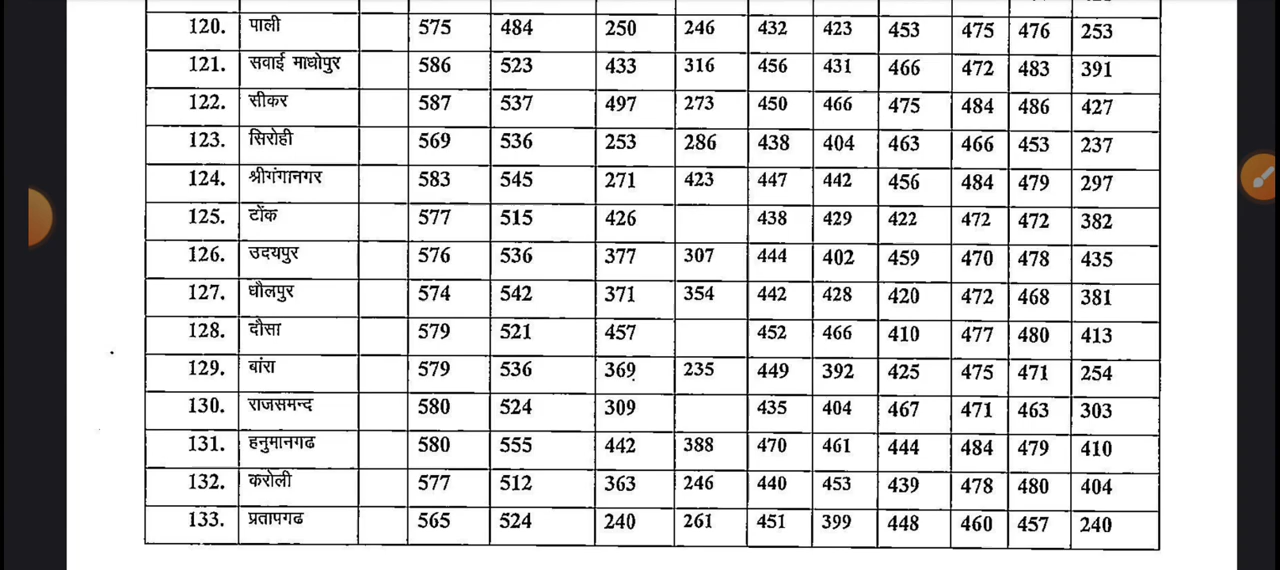 120. पाली 575 484 250 246 432 423 453 475 476 253
121. सवाई माधोपुर 586 523 433 316 456 431 466 472 483 391
122. सीकर 587 537 497 273 450 466 475 484 486 427
123. सिरोही 569 536 253 286 438 404 463 466 453 237
124. श्रीगंगानगर 583 545 271 423 447 442 456 484 479 297
125. टोंक 577 515 426 438 429 422 472 472 382
126. उदयपुर 576 536 377 307 444 402 459 470 478 435
127. धौलपुर 574 542 371 354 442 428 420 472 468 381
128. दौसा 579 521 457 452 466 410 477 480 413
129. बांरा 579 536 369 235 449 392 425 475 471 254
130. राजसमन्द 580 524 309 435 404 467 471 463 303
131. हनुमानगढ 580 555 442 388 470 461 444 484 479 410
132. करोली 577 512 363 246 440 453 439 478 480 404
133. प्रतापगढ 565 524 240 261 451 399 448 460 457 240